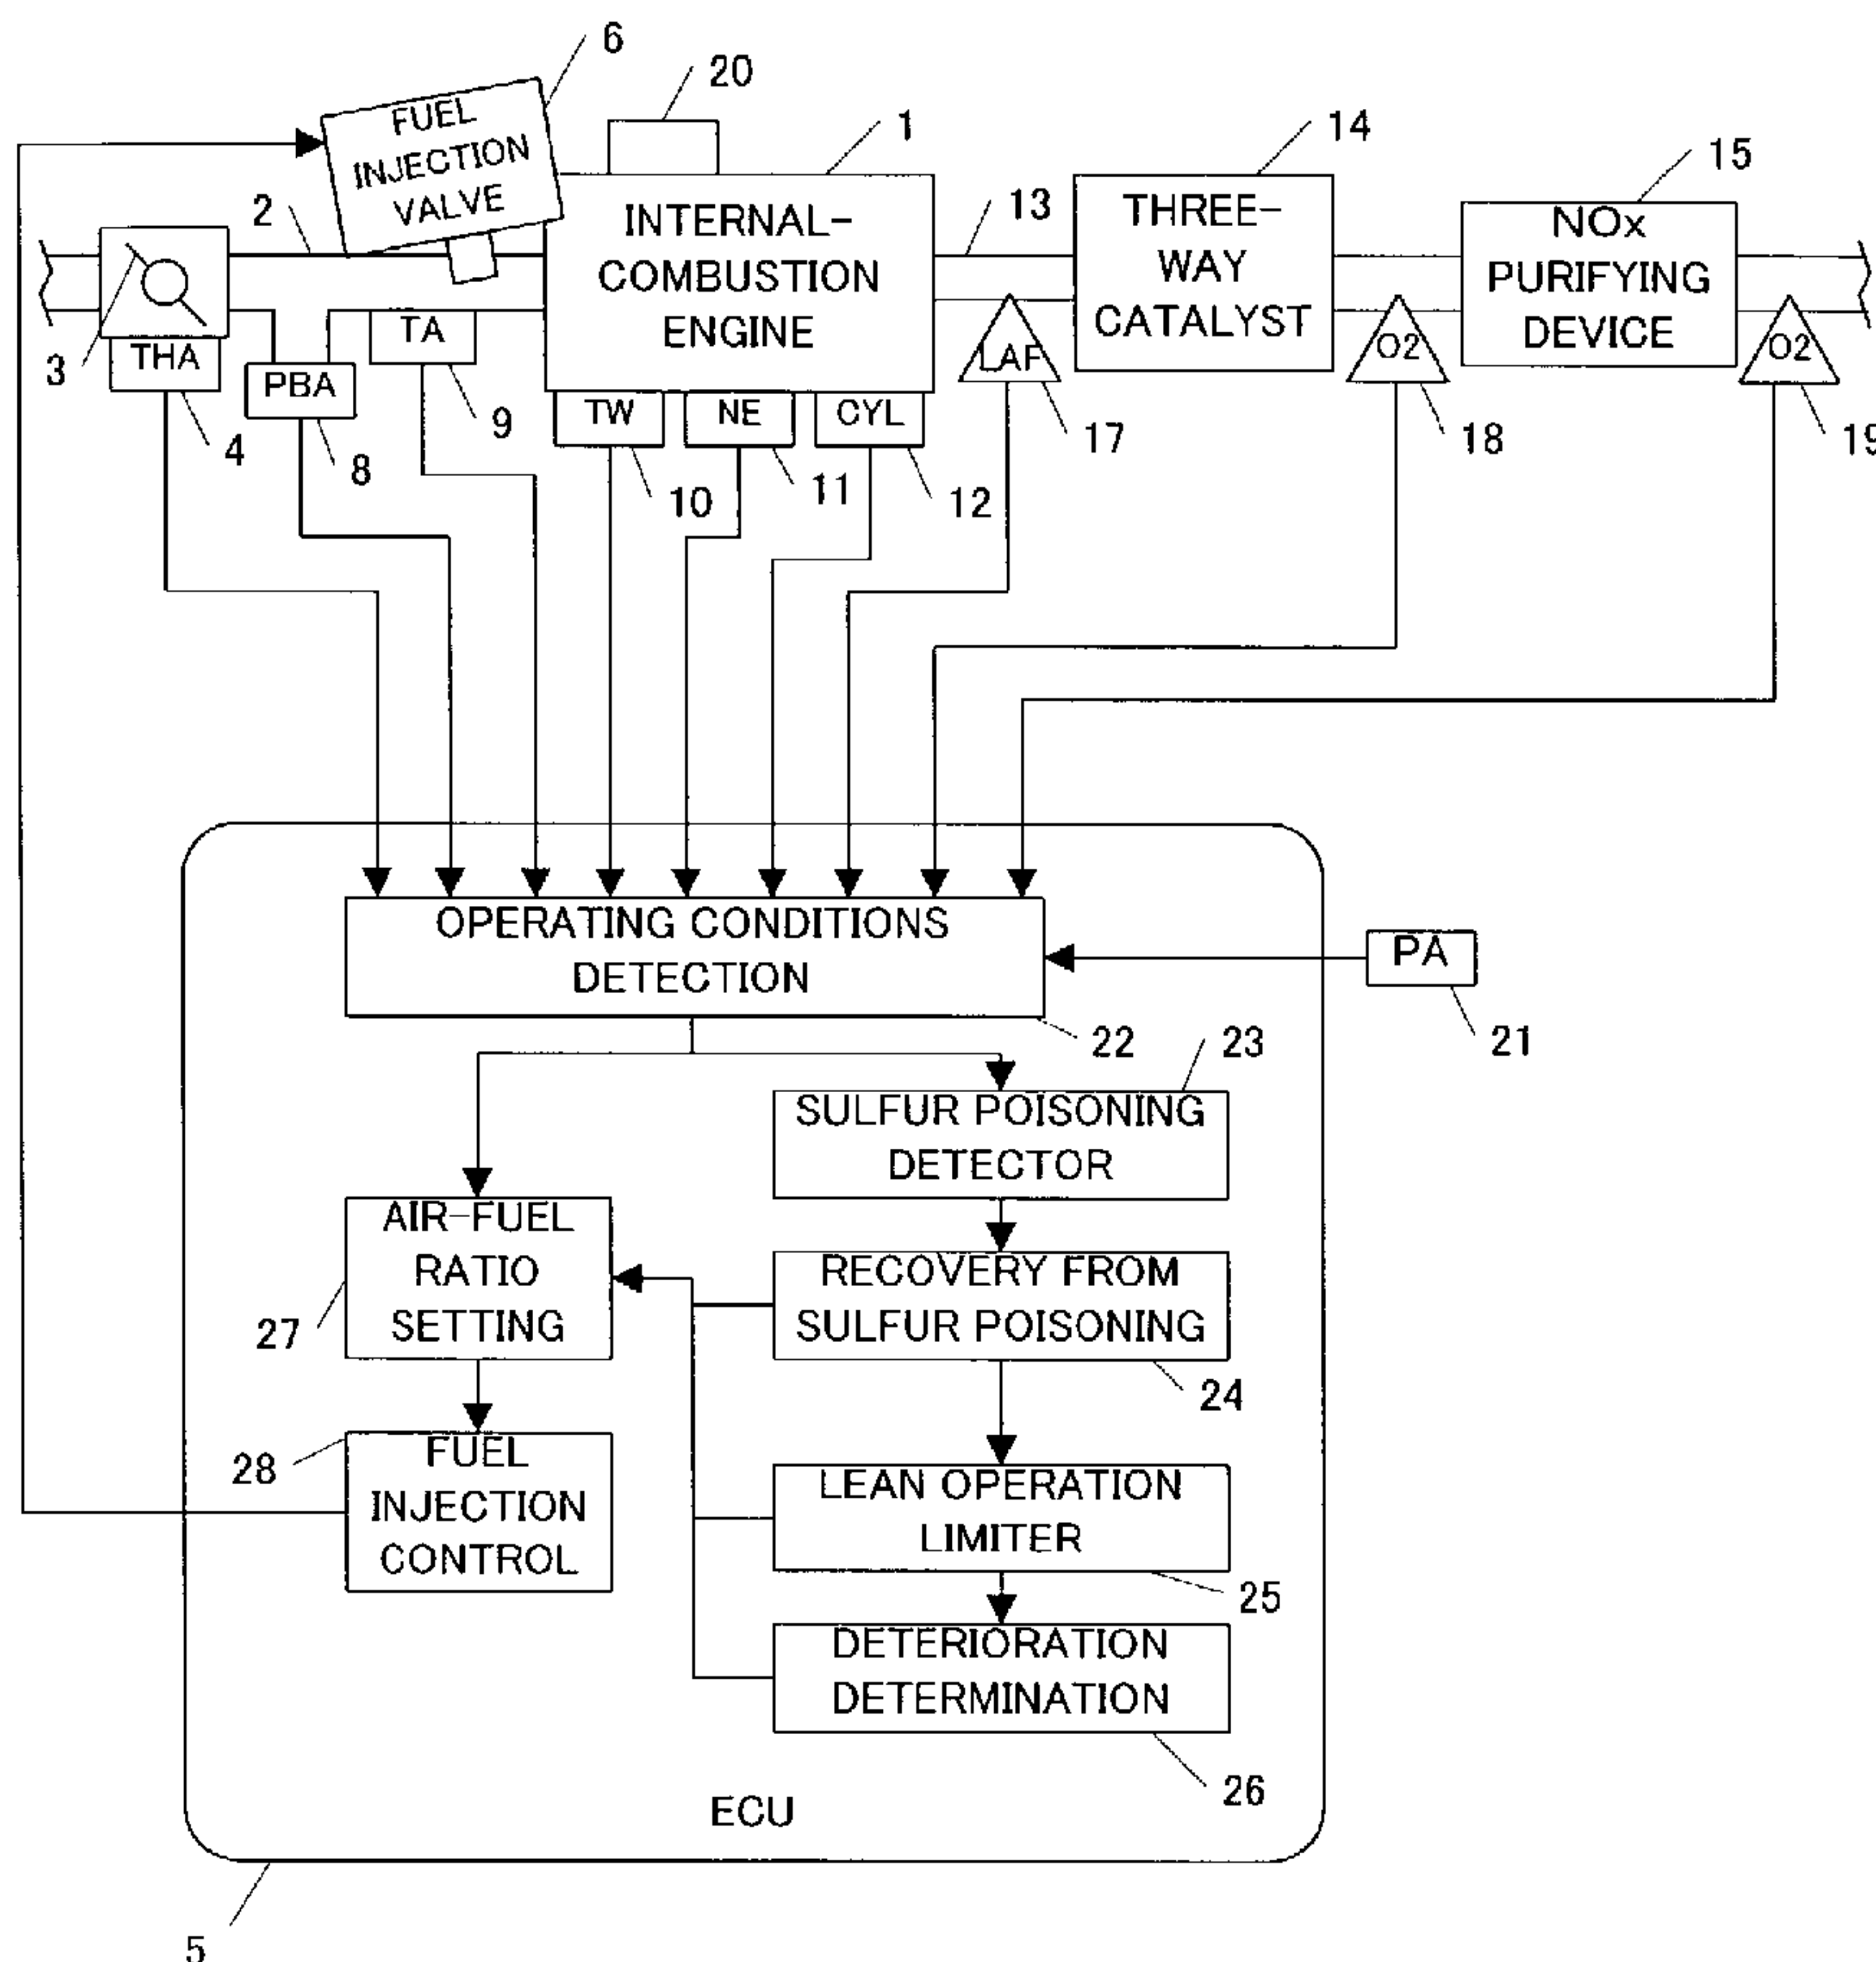 6
20
1
14
15
FUEL
INJECTION
VALVE
2
13
INTERNAL-
COMBUSTION
ENGINE
THREE-
WAY
CATALYST
NOx
PURIFYING
DEVICE
3
THA
PBA
TA
LAF
O2
O2
TW
NE
CYL
4
8
9
10
11
12
17
18
19
OPERATING CONDITIONS
DETECTION
PA
22
21
23
SULFUR POISONING
DETECTOR
AIR-FUEL
RATIO
SETTING
27
RECOVERY FROM
SULFUR POISONING
24
28
FUEL
INJECTION
CONTROL
LEAN OPERATION
LIMITER
25
DETERIORATION
DETERMINATION
26
ECU
5